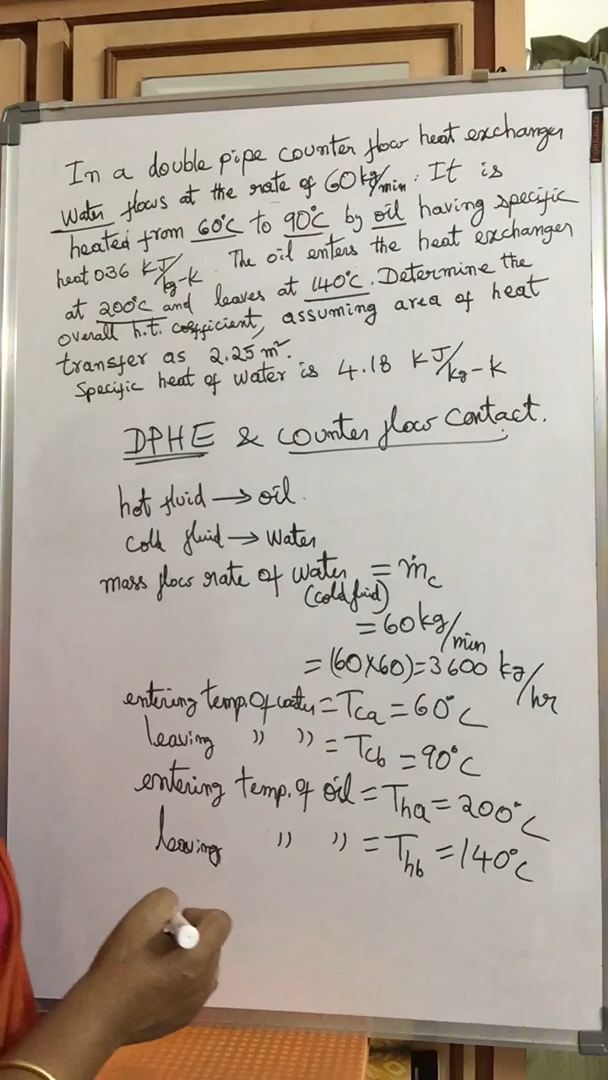 In a double pipe counter flow heat exchanger
water flows at the rate of 60 kg/min. It is
heated from 60°C to 90°C by oil having specific
heat 036 KJ/kg-K. The oil enters the heat exchanger
at 200°C and leaves at 140°C. Determine the
overall h.t. coefficient, assuming area of heat
transfer as 2.25 m².
Specific heat of water is 4.18 KJ/kg-K
DPHE & counter flow contact.
hot fluid → oil.
cold fluid → water
mass flow rate of water = ṁc
(cold fluid)
= 60 kg/min
= (60×60) = 3600 kg/hr
entering temp. of water = Tca = 60°C
leaving " " = Tcb = 90°C
entering temp. of oil = Tha = 200°C
leaving " " = Thb = 140°C